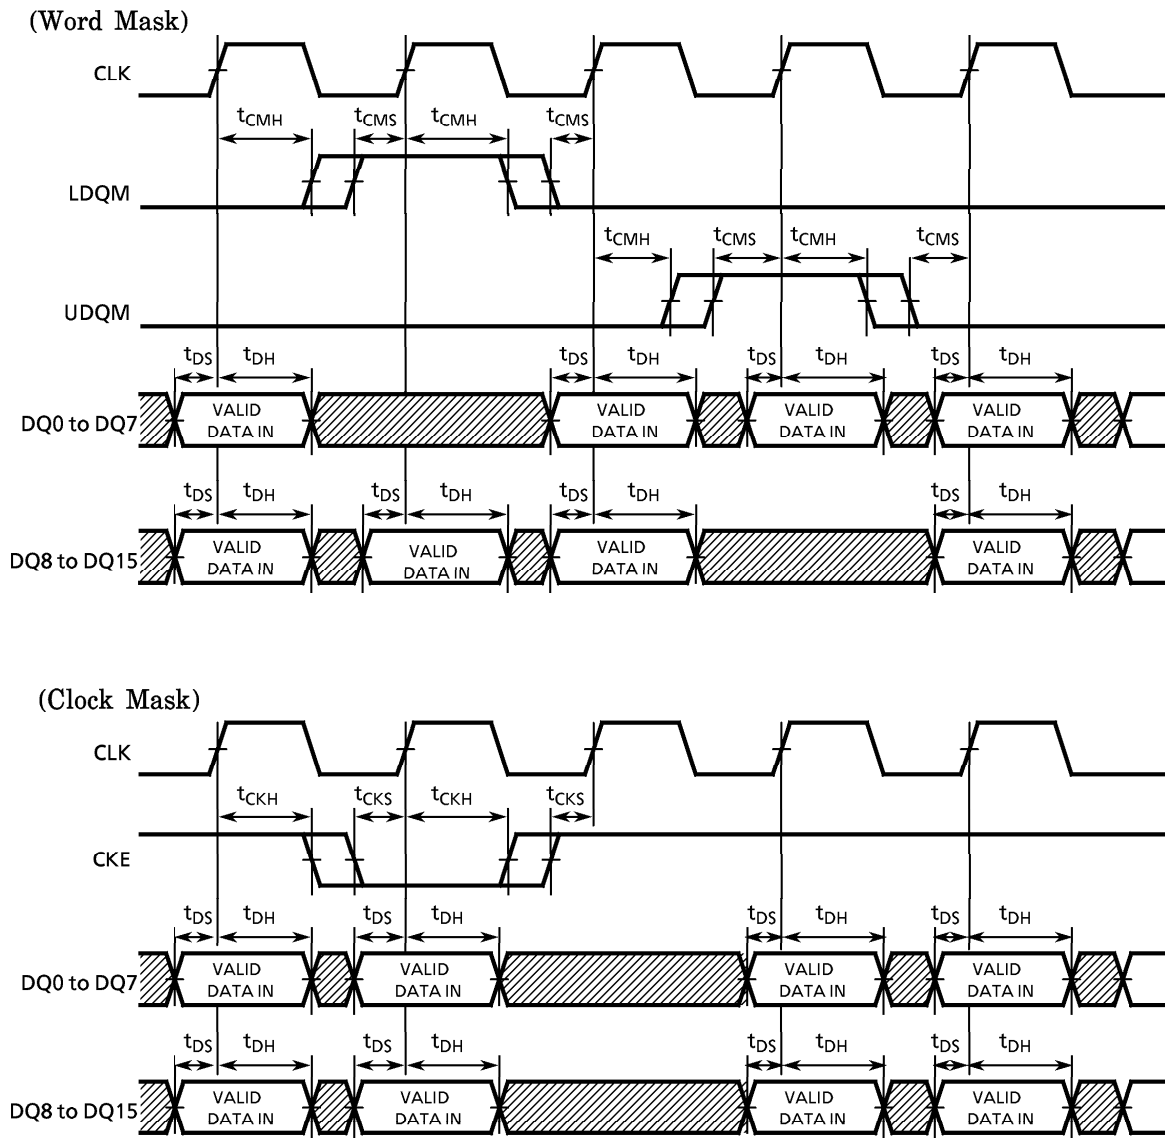 (Word Mask)
CLK
tCMH tCMS tCMH tCMS
LDQM
tCMH tCMS tCMH tCMS
UDQM
tDS tDH tDS tDH tDS tDH tDS tDH
DQ0 to DQ7
VALID DATA IN
VALID DATA IN
VALID DATA IN
VALID DATA IN
tDS tDH tDS tDH tDS tDH tDS tDH
DQ8 to DQ15
VALID DATA IN
VALID DATA IN
VALID DATA IN
VALID DATA IN
(Clock Mask)
CLK
tCKH tCKS tCKH tCKS
CKE
tDS tDH tDS tDH tDS tDH tDS tDH
DQ0 to DQ7
VALID DATA IN
VALID DATA IN
VALID DATA IN
VALID DATA IN
tDS tDH tDS tDH tDS tDH tDS tDH
DQ8 to DQ15
VALID DATA IN
VALID DATA IN
VALID DATA IN
VALID DATA IN